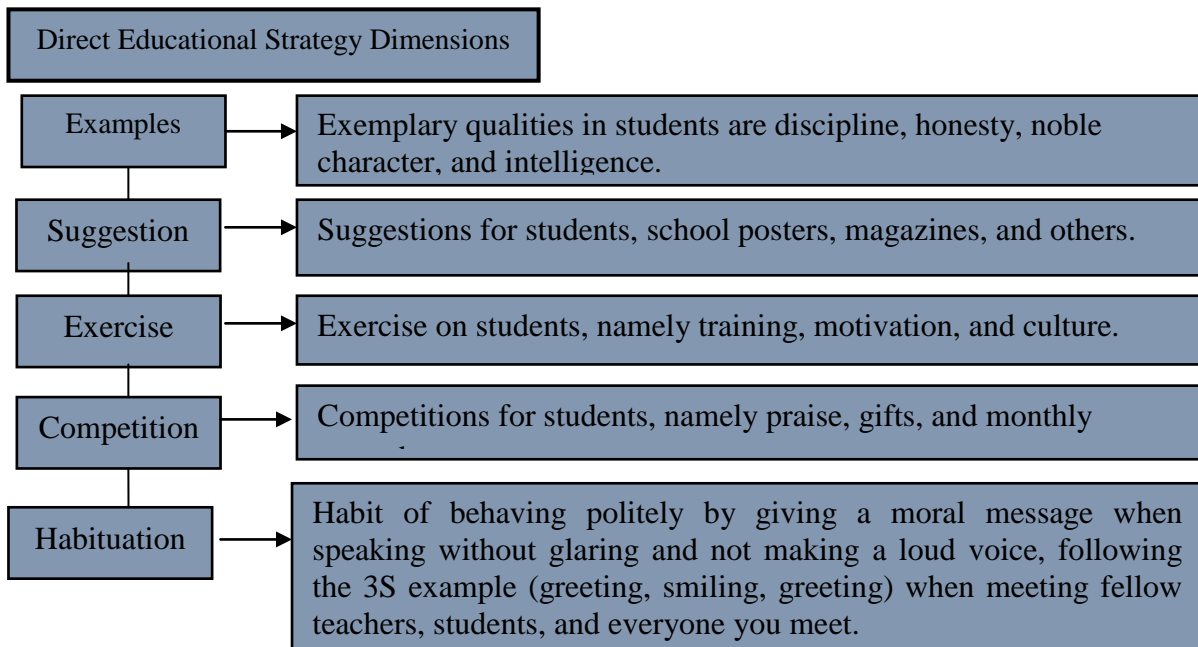 Direct Educational Strategy Dimensions
Examples
Exemplary qualities in students are discipline, honesty, noble
character, and intelligence.
Suggestion
Suggestions for students, school posters, magazines, and others.
Exercise
Exercise on students, namely training, motivation, and culture.
Competition
Competitions for students, namely praise, gifts, and monthly
Habituation
Habit of behaving politely by giving a moral message when
speaking without glaring and not making a loud voice, following
the 3S example (greeting, smiling, greeting) when meeting fellow
teachers, students, and everyone you meet.